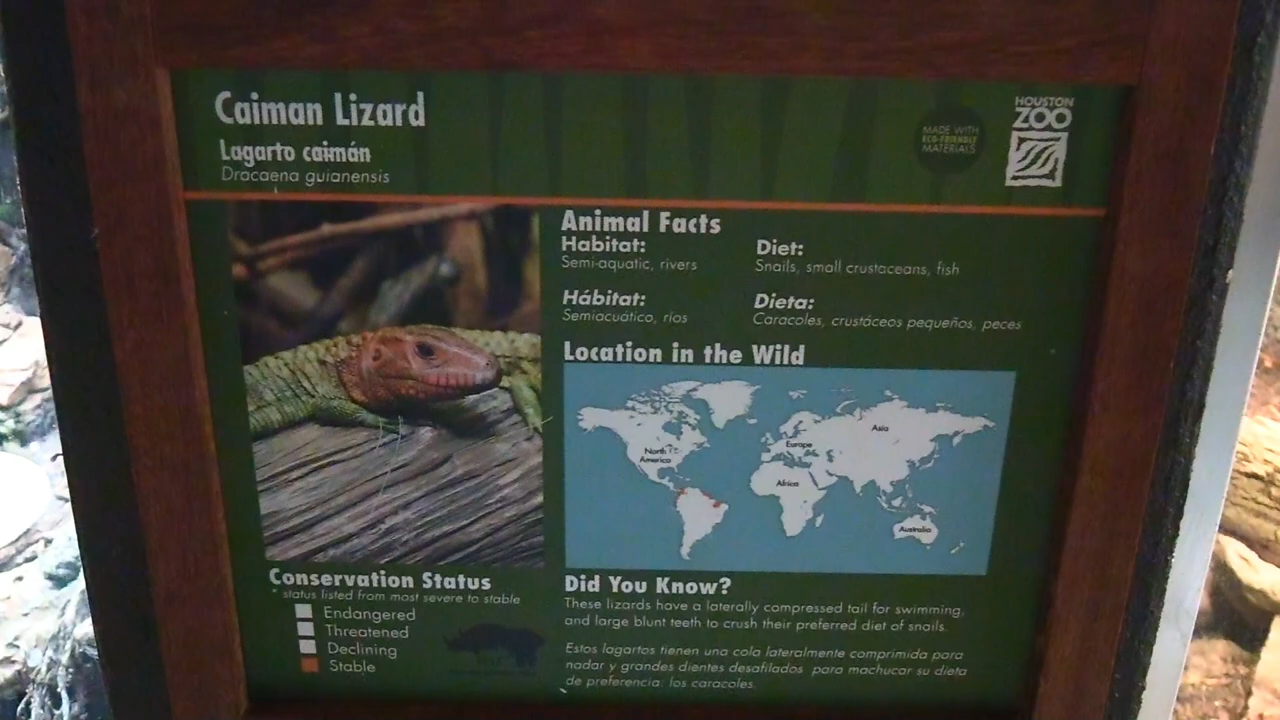 Caiman Lizard
Lagarto caimán
Dracaena guianensis
MADE WITH
ECO-FRIENDLY
MATERIALS
HOUSTON
ZOO
Animal Facts
Habitat:
Semi-aquatic, rivers
Diet:
Snails, small crustaceans, fish
Hábitat:
Semiacuático, ríos
Dieta:
Caracoles, crustáceos pequeños, peces
Location in the Wild
North
America
Europe
Asia
Africa
Australia
Conservation Status
* status listed from most severe to stable
Endangered
Threatened
Declining
Stable
Did You Know?
These lizards have a laterally compressed tail for swimming,
and large blunt teeth to crush their preferred diet of snails.
Estos lagartos tienen una cola lateralmente comprimida para
nadar y grandes dientes desafilados para machucar su dieta
de preferencia: los caracoles.